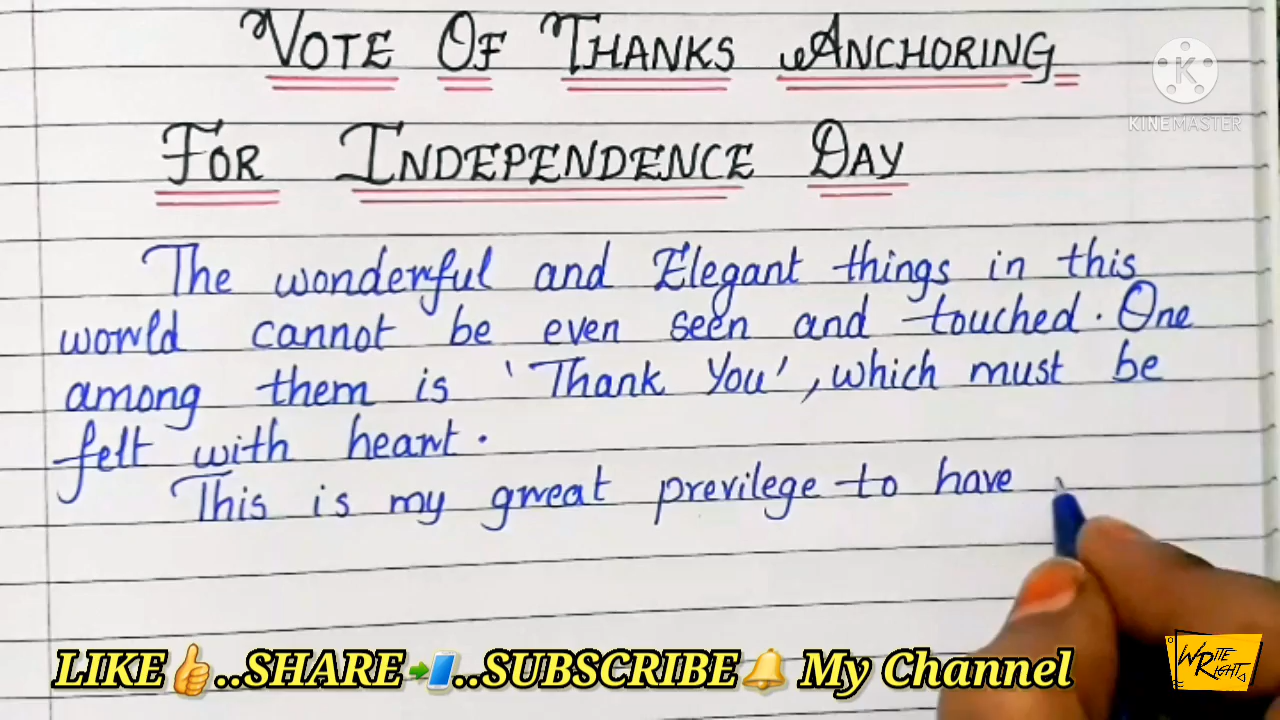 VOTE OF THANKS ANCHORING
KINEMASTER
FOR INDEPENDENCE DAY
The wonderful and Elegant things in this
world cannot be even seen and touched. One
among them is 'Thank You', which must be
felt with heart.
This is my great previlege to have
LIKE👍..SHARE📲..SUBSCRIBE🔔 My Channel
WRITE RIGHT